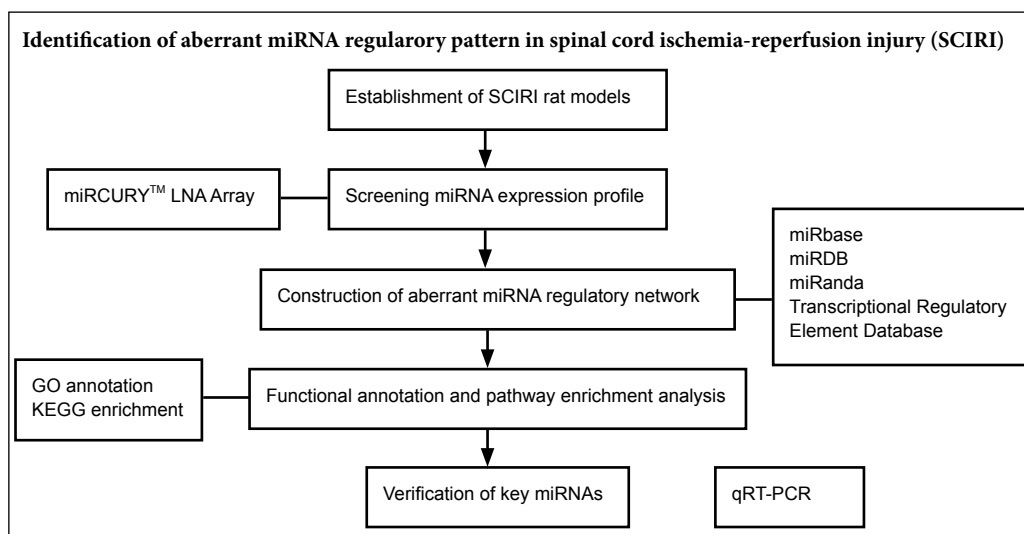 Identification of aberrant miRNA regularory pattern in spinal cord ischemia-reperfusion injury (SCIRI)
Establishment of SCIRI rat models
miRCURY™ LNA Array
Screening miRNA expression profile
miRbase
miRDB
miRanda
Transcriptional Regulatory
Element Database
Construction of aberrant miRNA regulatory network
GO annotation
KEGG enrichment
Functional annotation and pathway enrichment analysis
Verification of key miRNAs
qRT-PCR